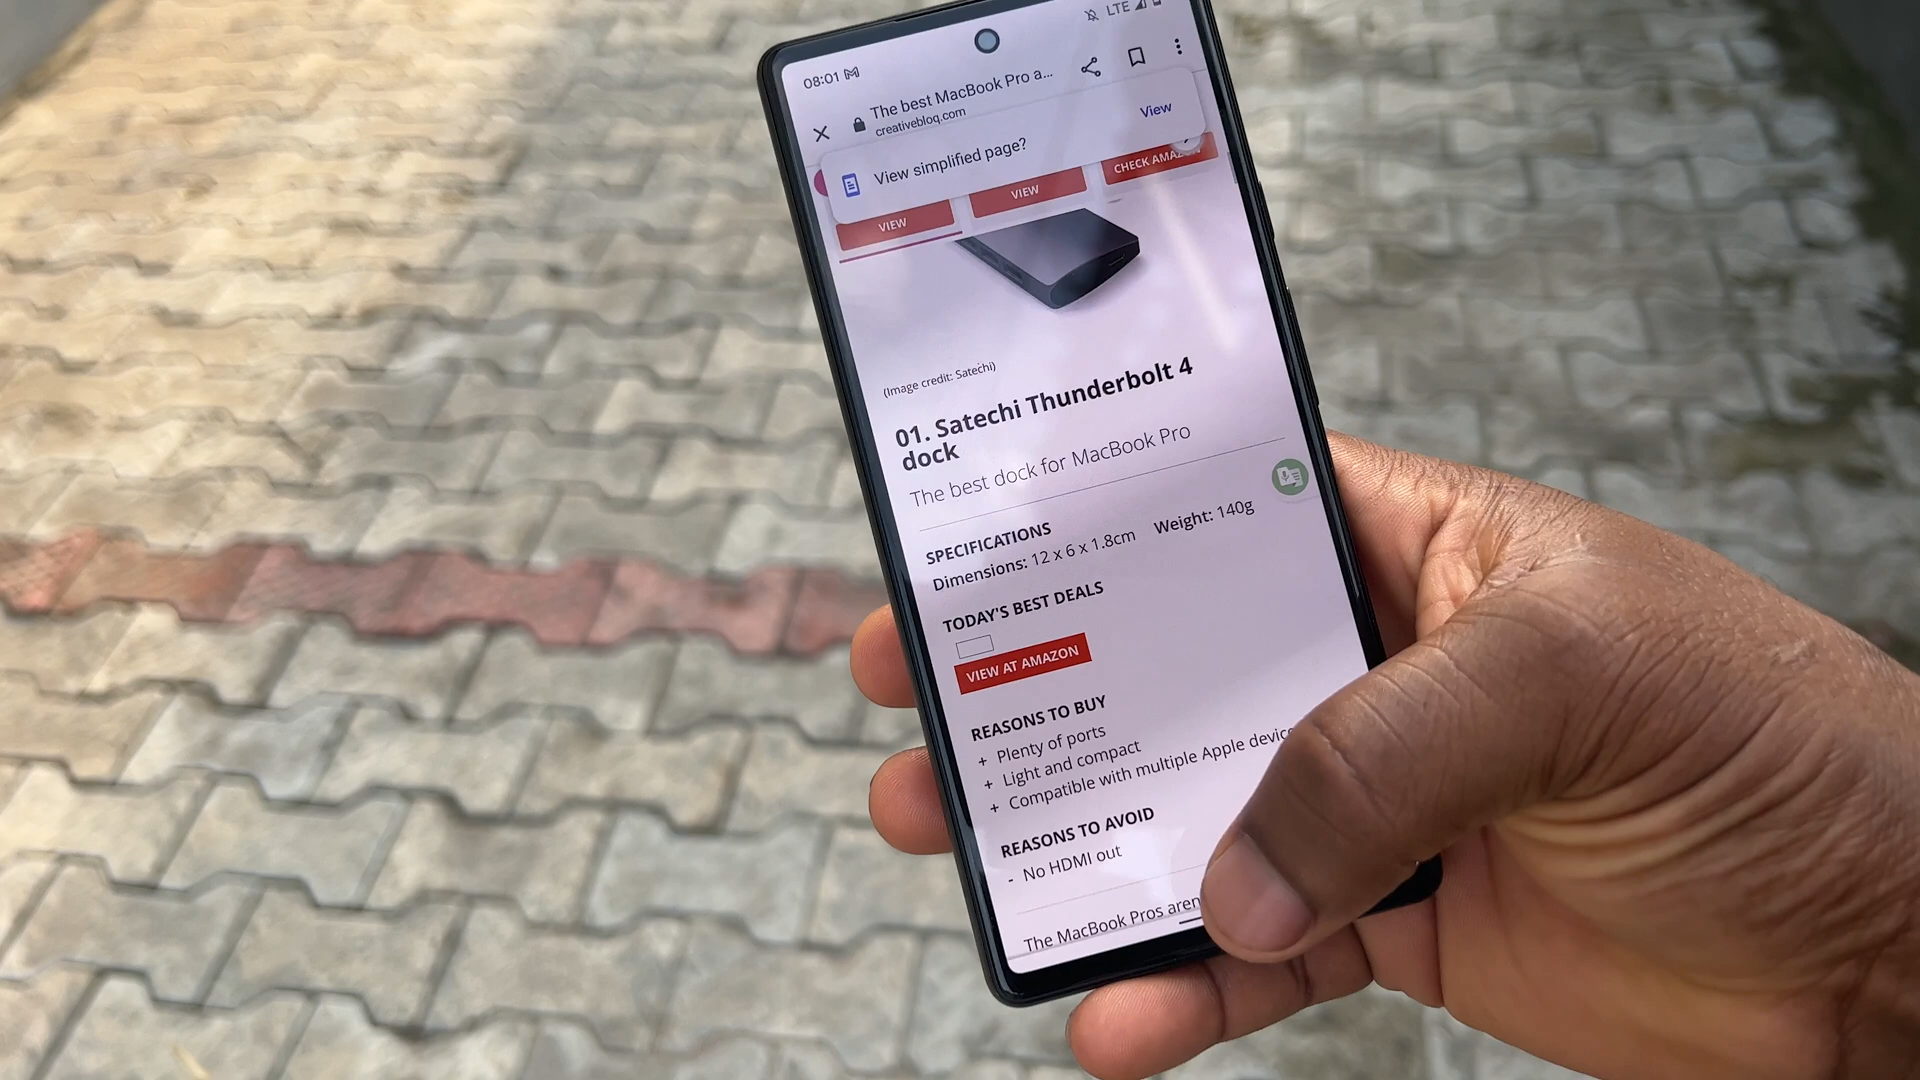 08:01
LTE
The best MacBook Pro a...
creativebloq.com
View simplified page?
View
VIEW
VIEW
CHECK AMAZON
(Image credit: Satechi)
01. Satechi Thunderbolt 4
dock
The best dock for MacBook Pro
SPECIFICATIONS
Dimensions: 12 x 6 x 1.8cm Weight: 140g
TODAY'S BEST DEALS
VIEW AT AMAZON
REASONS TO BUY
+ Plenty of ports
+ Light and compact
+ Compatible with multiple Apple device
REASONS TO AVOID
- No HDMI out
The MacBook Pros aren